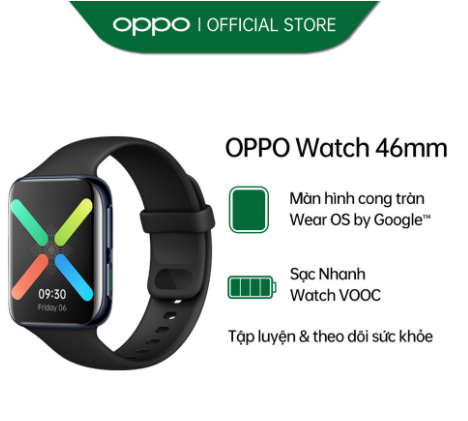 oppo | OFFICIAL STORE
OPPO Watch 46mm
Màn hình cong tràn
Wear OS by Google™
Sạc Nhanh
Watch VOOC
09:30
Friday 06
Tập luyện & theo dõi sức khỏe